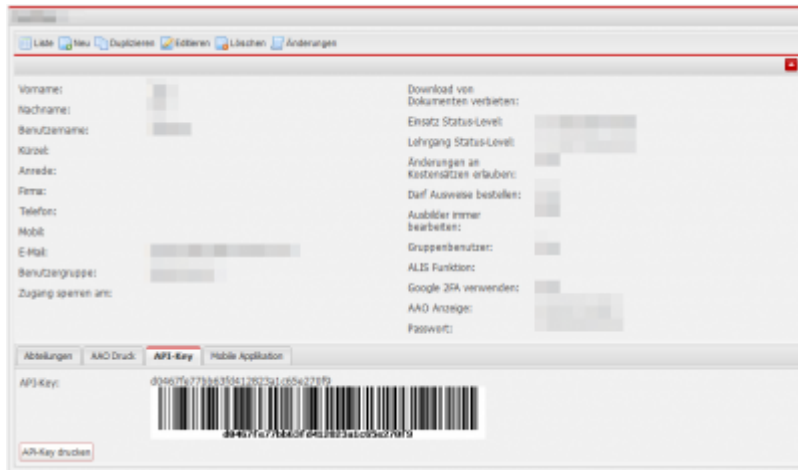 Liste Neu Duplizieren Editieren Löschen Änderungen
Vorname:
Nachname:
Benutzername:
Kürzel:
Anrede:
Firma:
Telefon:
Mobil:
E-Mail:
Benutzergruppe:
Zugang sperren am:
Download von
Dokumenten verbieten:
Einsatz Status-Level:
Lehrgang Status-Level:
Änderungen an
Kostensätzen erlauben:
Darf Ausweise bestellen:
Ausbilder immer
bearbeiten:
Gruppenbenutzer:
ALIS Funktion:
Google 2FA verwenden:
AAO Anzeige:
Passwort:
Abteilungen AAO Druck API-Key Mobile Applikation
API-Key: d0467fe77bb63fd412823a1c65e270f9
d0467fe77bb63fd412823a1c65e270f9
API-Key drucken